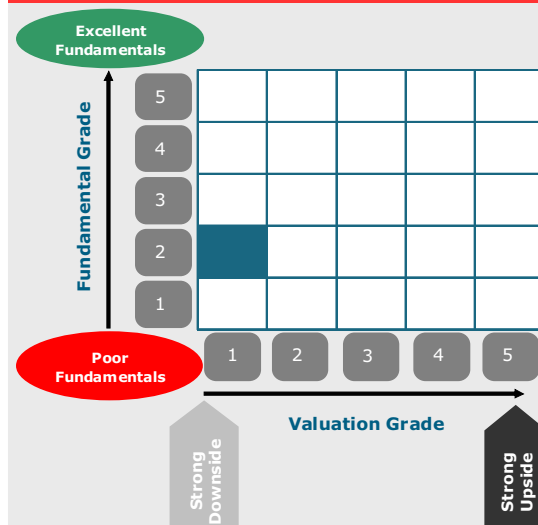 Excellent
Fundamentals
Fundamental Grade
5
4
3
2
1
Poor
Fundamentals
1
2
3
4
5
Valuation Grade
Strong
Downside
Strong
Upside